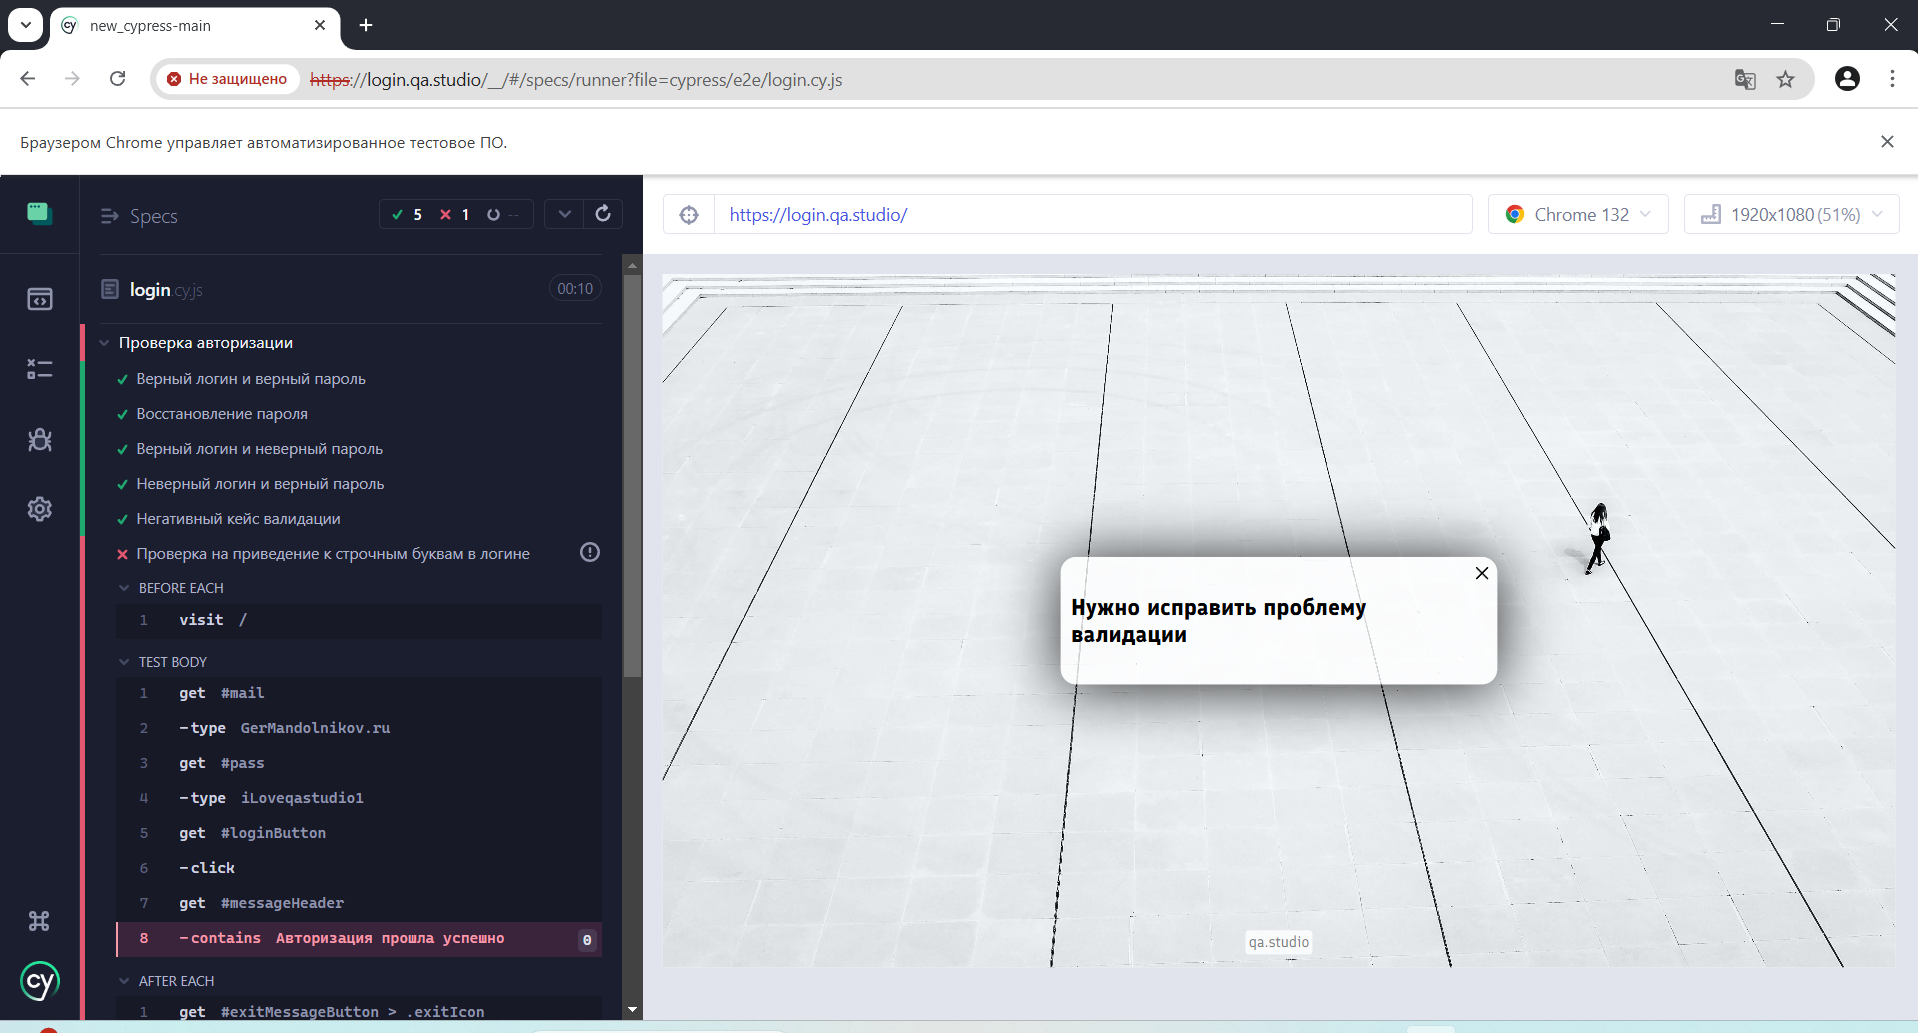 new_cypress-main
Не защищено https://login.qa.studio/__/#/specs/runner?file=cypress/e2e/login.cy.js
Браузером Chrome управляет автоматизированное тестовое ПО.
Specs 5 1 --
login.cy.js 00:10
Проверка авторизации
Верный логин и верный пароль
Восстановление пароля
Верный логин и неверный пароль
Неверный логин и верный пароль
Негативный кейс валидации
Проверка на приведение к строчным буквам в логине
BEFORE EACH
1 visit /
TEST BODY
1 get #mail
2 -type GerMandolnikov.ru
3 get #pass
4 -type iLoveqastudio1
5 get #loginButton
6 -click
7 get #messageHeader
8 -contains Авторизация прошла успешно 0
AFTER EACH
1 get #exitMessageButton > .exitIcon
cy
https://login.qa.studio/
Chrome 132
1920x1080 (51%)
Нужно исправить проблему
валидации
qa.studio